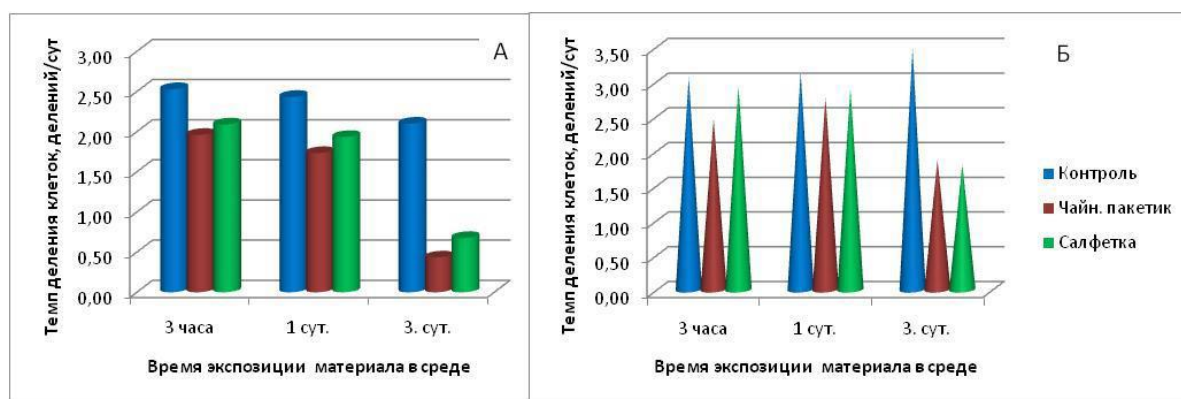 А
Темп деления клеток, делений/сут
3,00
2,50
2,00
1,50
1,00
0,50
0,00
3 часа
1 сут.
3. сут.
Время экспозиции материала в среде
Б
Темп деления клеток, делений/сут
3,50
3,00
2,50
2,00
1,50
1,00
0,50
0,00
3 часа
1 сут.
3. сут.
Время экспозиции материала в среде
Контроль
Чайн. пакетик
Салфетка